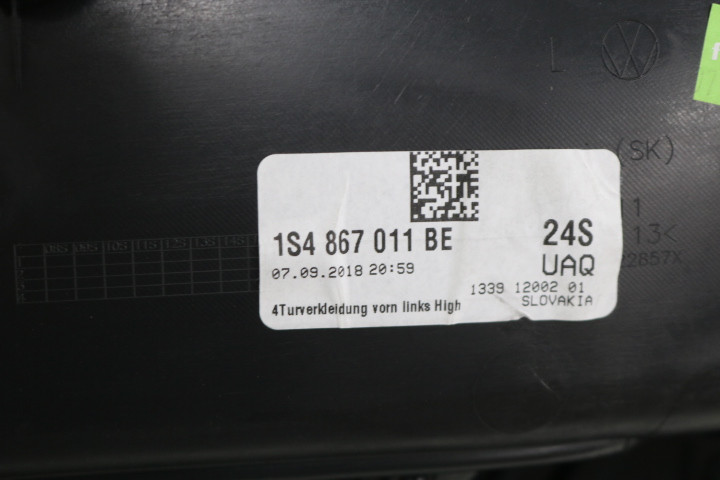 L
(SK)
1S4 867 011 BE 24S
07.09.2018 20:59 UAQ
1339 12002 01
SLOVAKIA
4Turverkleidung vorn links High